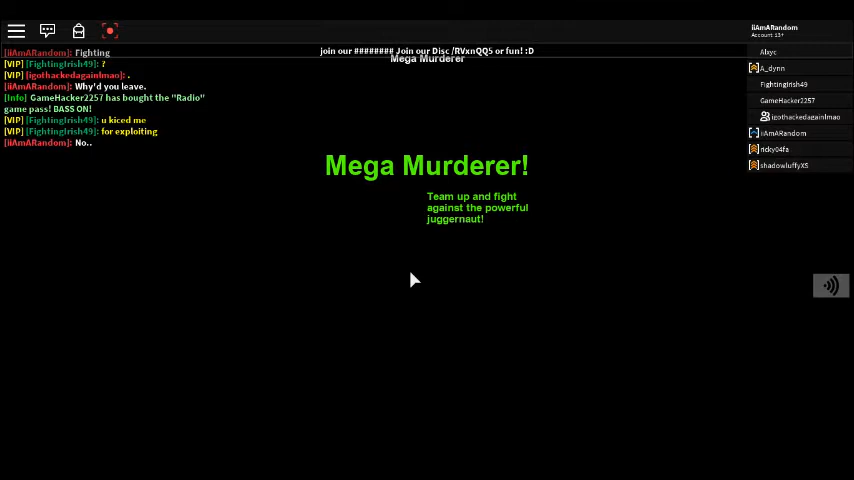 iiAmARandom
Account: 13+
join our ######## Join our Disc /RVxnQQ5 or fun! :D
Mega Murderer
[iiAmARandom]: Fighting
[VIP] [FightingIrish49]: ?
[VIP] [igothackedagainlmao]: .
[iiAmARandom]: Why'd you leave.
[Info] GameHacker2257 has bought the "Radio"
game pass! BASS ON!
[VIP] [FightingIrish49]: u kiced me
[VIP] [FightingIrish49]: for exploiting
[iiAmARandom]: No..
Mega Murderer!
Team up and fight
against the powerful
juggernaut!
Alxyc
A_dynn
FightingIrish49
GameHacker2257
igothackedagainlmao
iiAmARandom
ricky04fa
shadowluffyXS